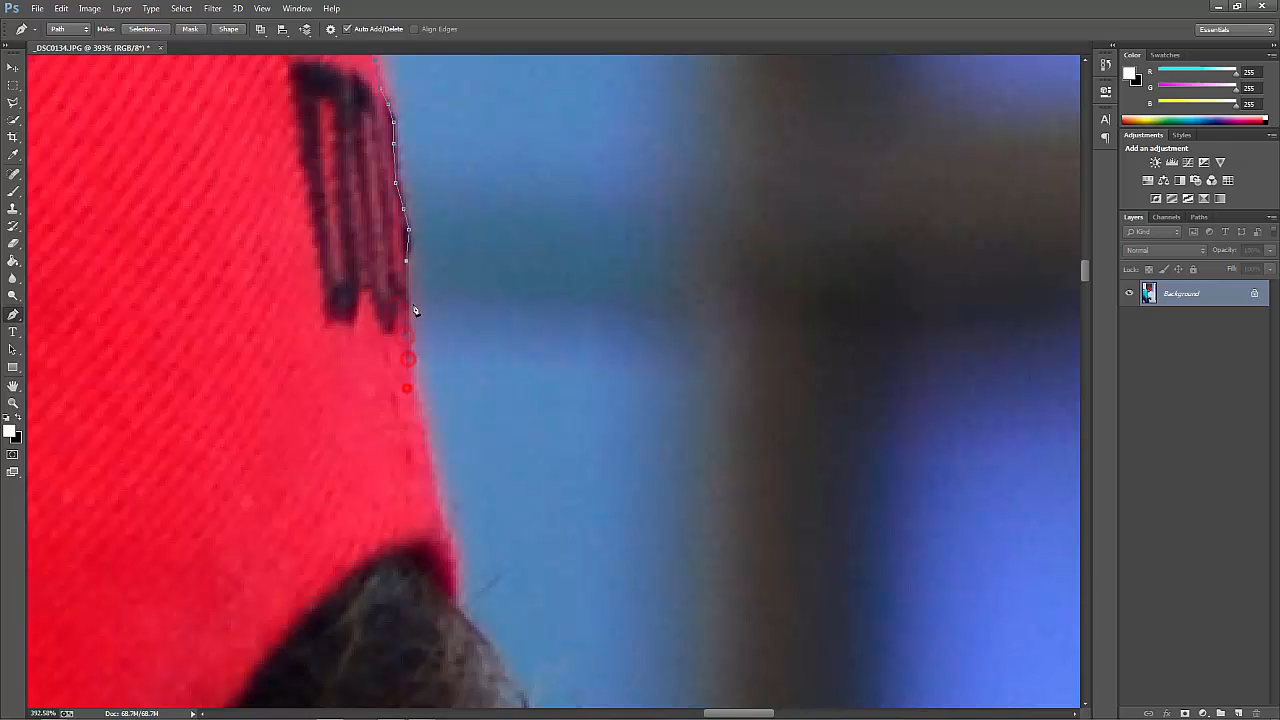 Ps File Edit Image Layer Type Select Filter 3D View Window Help
Path Make: Selection... Mask Shape Auto Add/Delete Align Edges Essentials
_DSC0134.JPG @ 393% (RGB/8*) * ×
Color Swatches
R 255
G 255
B 255
Adjustments Styles
Add an adjustment
Layers Channels Paths
Kind
Normal Opacity: 100%
Lock: Fill: 100%
Background
392.58% Doc: 68.7M/68.7M